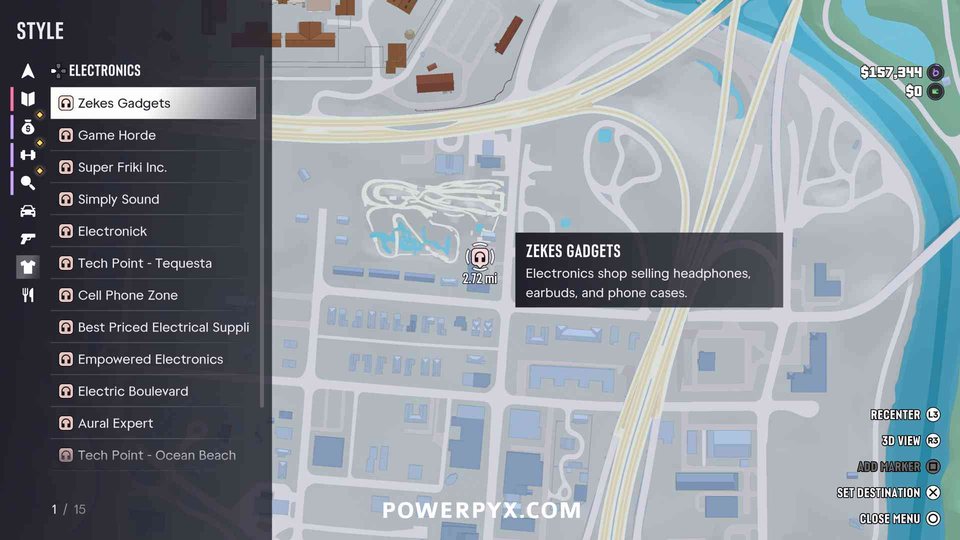 STYLE
ELECTRONICS
Zekes Gadgets
Game Horde
Super Friki Inc.
Simply Sound
Electronick
Tech Point - Tequesta
Cell Phone Zone
Best Priced Electrical Suppli
Empowered Electronics
Electric Boulevard
Aural Expert
Tech Point - Ocean Beach
1 / 15
$157,344
$0
2.72 mi
ZEKES GADGETS
Electronics shop selling headphones,
earbuds, and phone cases.
RECENTER L3
3D VIEW R3
ADD MARKER
SET DESTINATION
CLOSE MENU
POWERPYX.COM